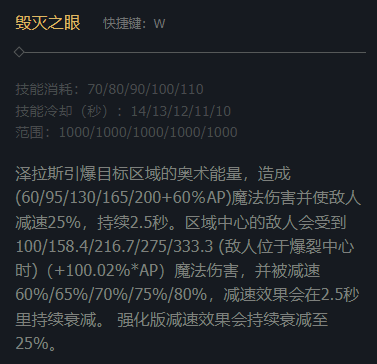 毁灭之眼 快捷键：W
技能消耗：70/80/90/100/110
技能冷却（秒）：14/13/12/11/10
范围：1000/1000/1000/1000/1000
泽拉斯引爆目标区域的奥术能量，造成
(60/95/130/165/200+60%AP)魔法伤害并使敌人
减速25%，持续2.5秒。区域中心的敌人会受到
100/158.4/216.7/275/333.3 (敌人位于爆裂中心
时)（+100.02%*AP）魔法伤害，并被减速
60%/65%/70%/75%/80%，减速效果会在2.5秒
里持续衰减。 强化版减速效果会持续衰减至
25%。